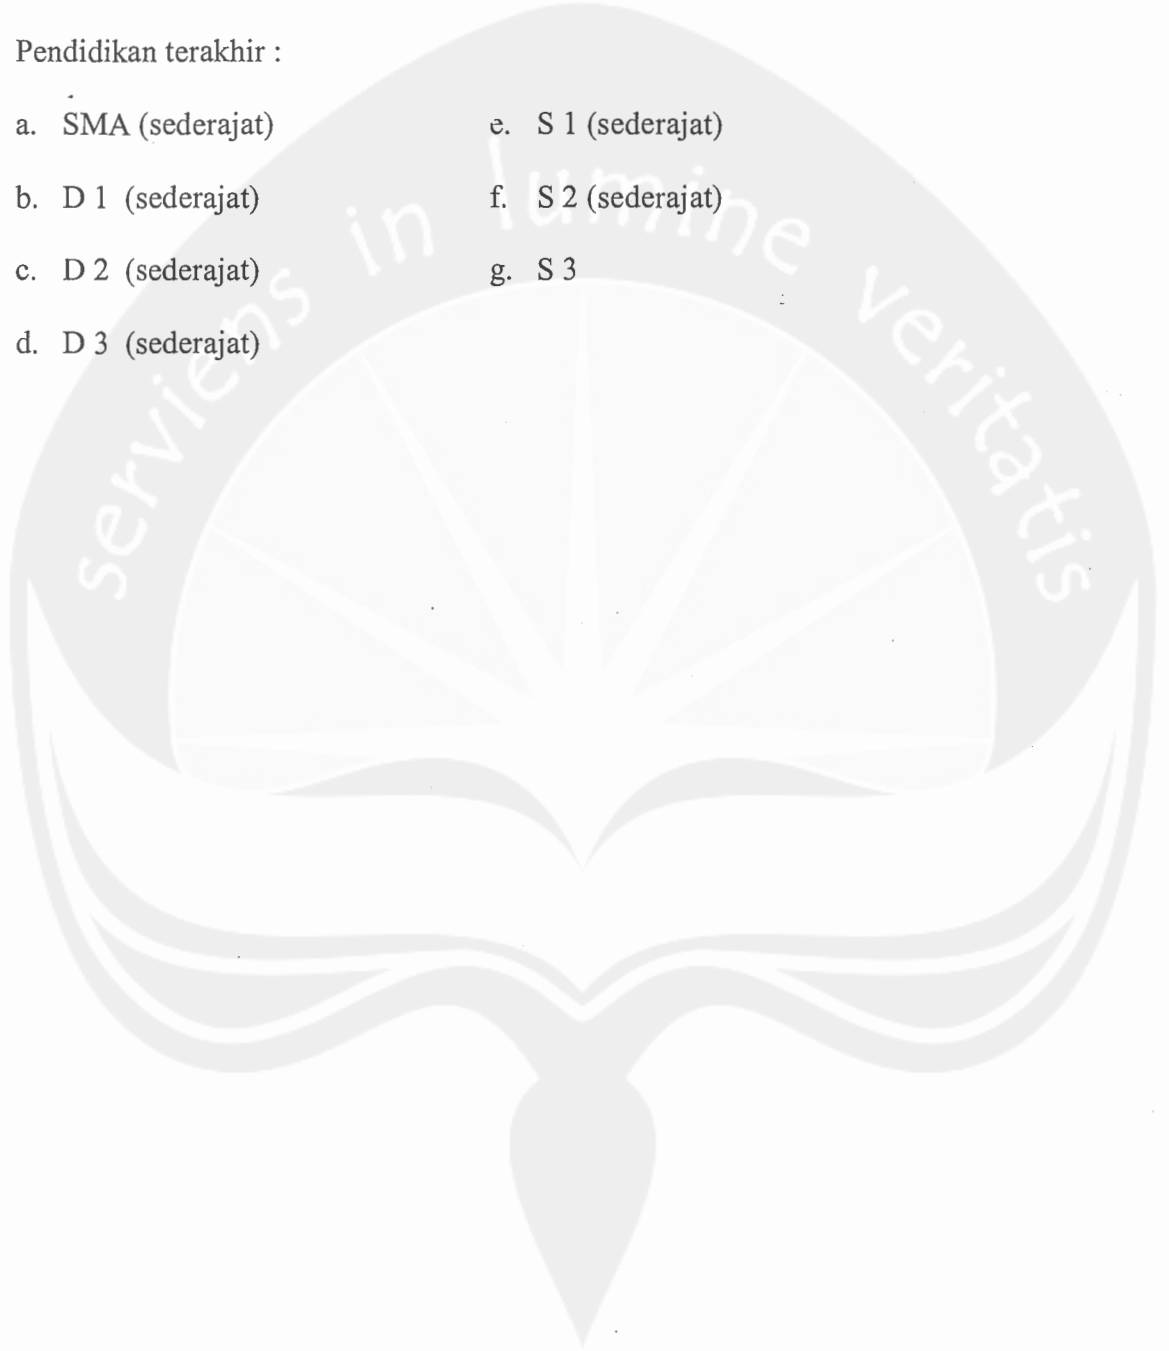 Pendidikan terakhir :
a. SMA (sederajat)
b. D 1 (sederajat)
c. D 2 (sederajat)
d. D 3 (sederajat)
e. S 1 (sederajat)
f. S 2 (sederajat)
g. S 3
serviens in lumine veritatis